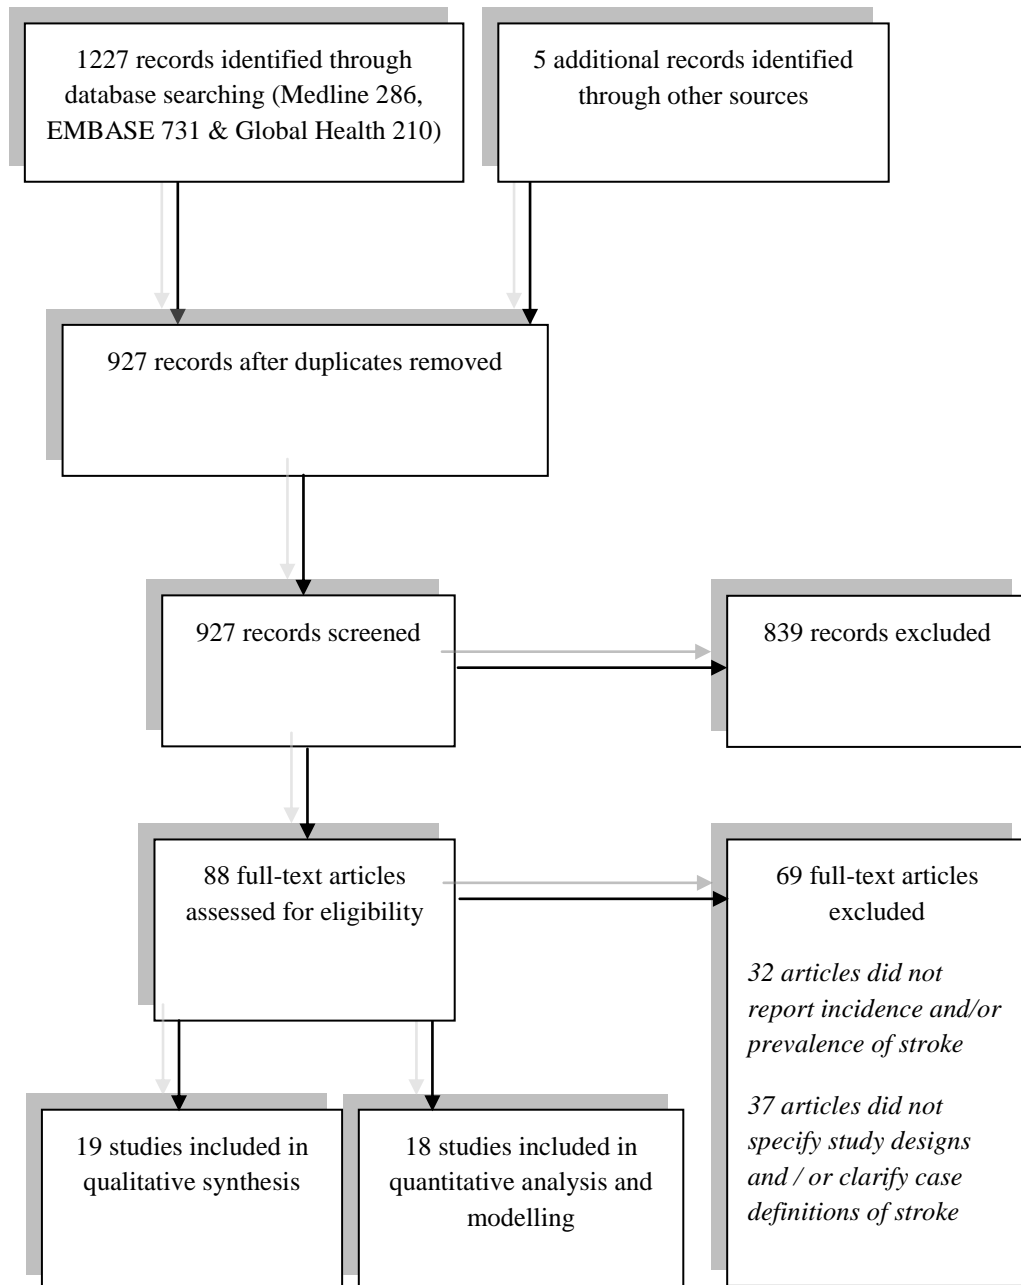 1227 records identified through
database searching (Medline 286,
EMBASE 731 & Global Health 210)
5 additional records identified
through other sources
927 records after duplicates removed
927 records screened
839 records excluded
88 full-text articles
assessed for eligibility
69 full-text articles
excluded
32 articles did not
report incidence and/or
prevalence of stroke
37 articles did not
specify study designs
and / or clarify case
definitions of stroke
19 studies included in
qualitative synthesis
18 studies included in
quantitative analysis and
modelling